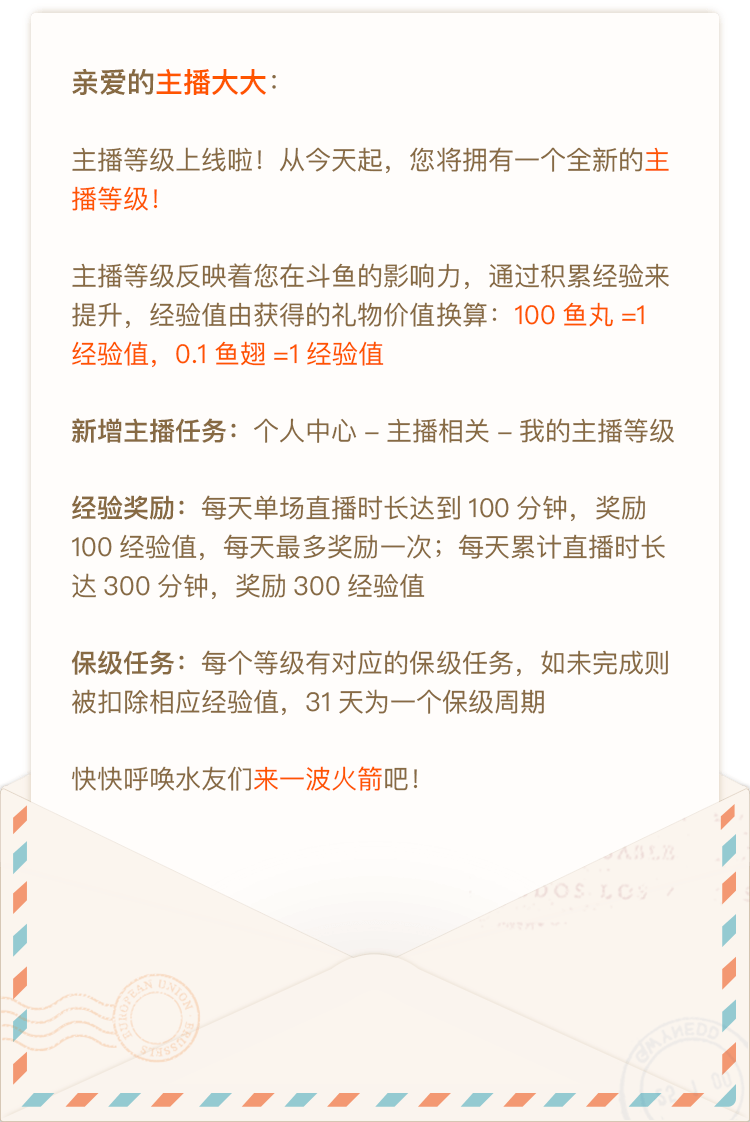 亲爱的主播大大：
主播等级上线啦！从今天起，您将拥有一个全新的主
播等级！
主播等级反映着您在斗鱼的影响力，通过积累经验来
提升，经验值由获得的礼物价值换算：100 鱼丸 =1
经验值，0.1 鱼翅 =1 经验值
新增主播任务：个人中心 – 主播相关 – 我的主播等级
经验奖励：每天单场直播时长达到 100 分钟，奖励
100 经验值，每天最多奖励一次；每天累计直播时长
达 300 分钟，奖励 300 经验值
保级任务：每个等级有对应的保级任务，如未完成则
被扣除相应经验值，31 天为一个保级周期
快快呼唤水友们来一波火箭吧！
DOS LOS
EUROPEAN UNION
BRUSSELS